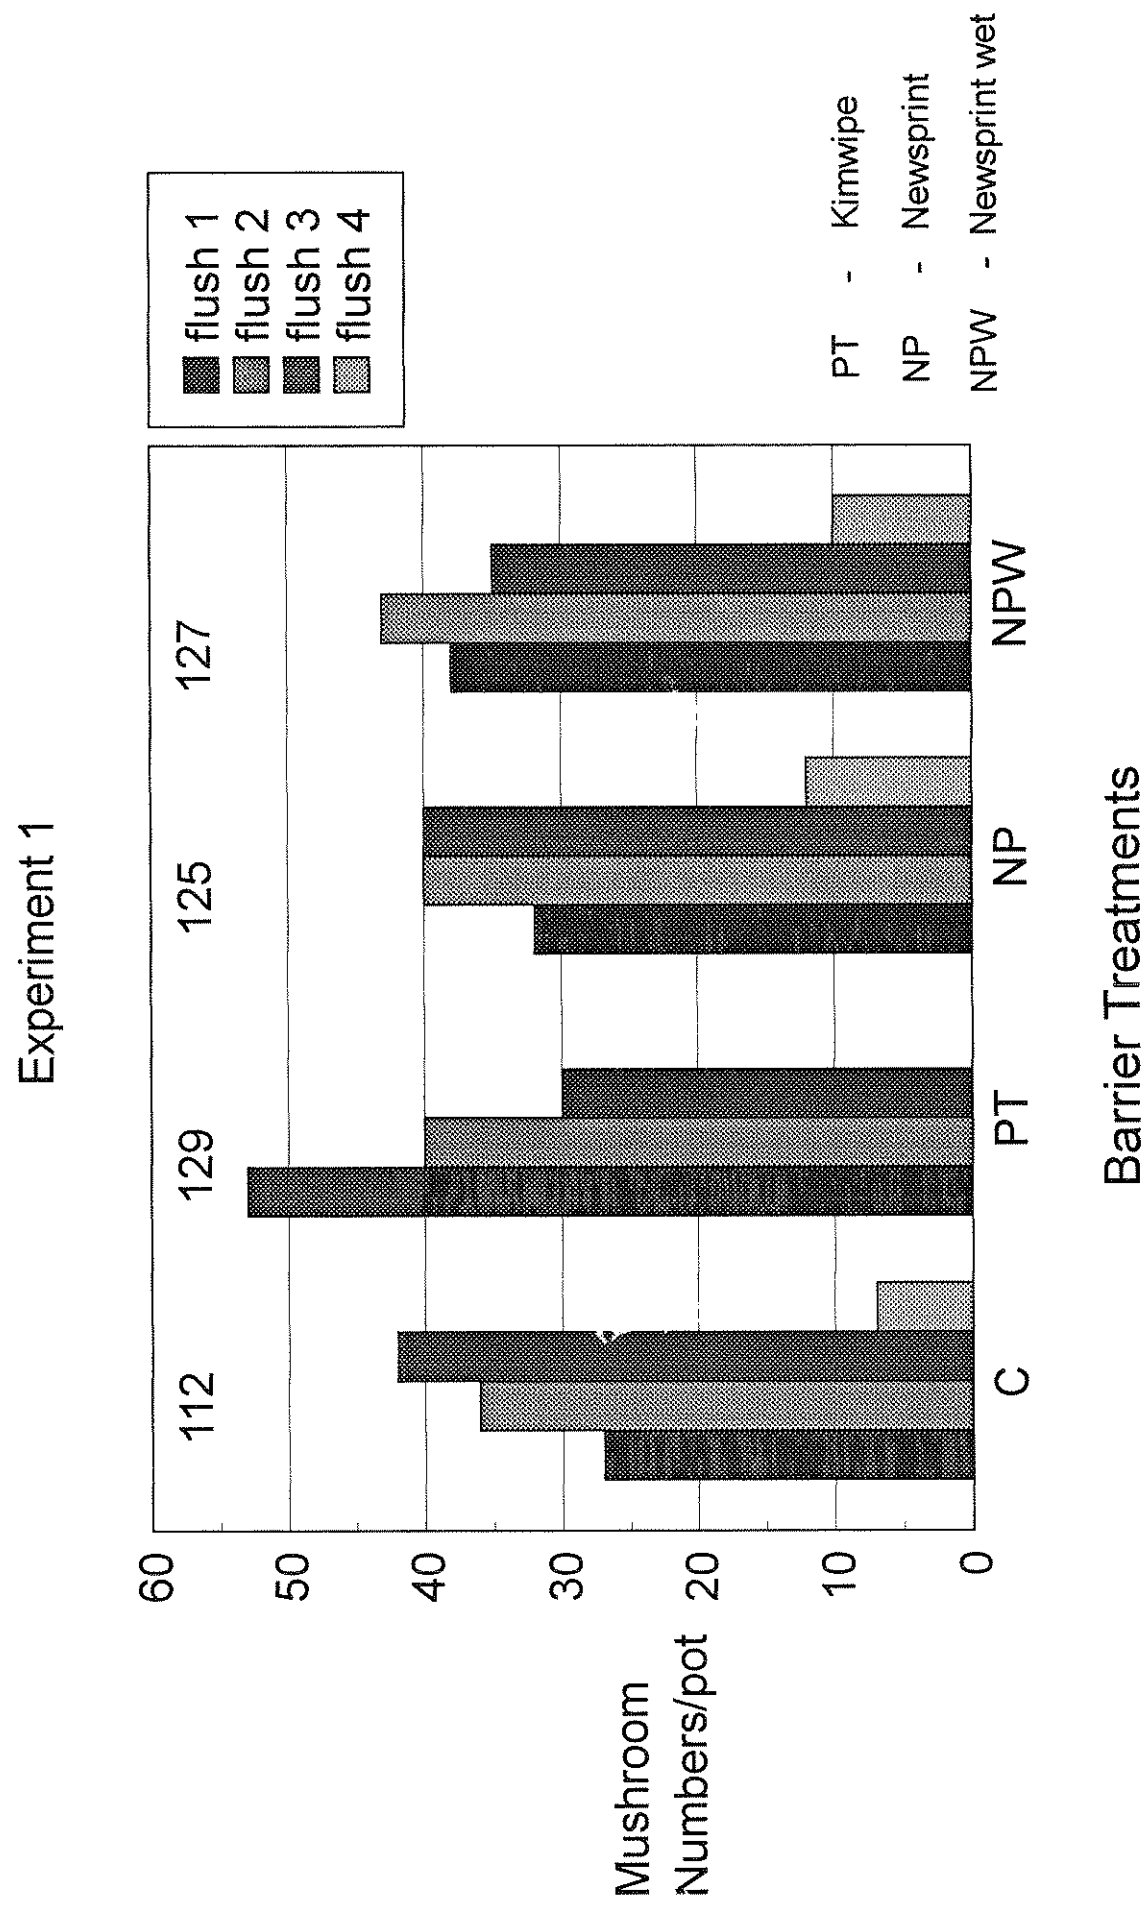 Experiment 1
112
129
125
127
flush 1
flush 2
flush 3
flush 4
60
50
40
30
20
10
0
Mushroom
Numbers/pot
C
PT
NP
NPW
Barrier Treatments
PT - Kimwipe
NP - Newsprint
NPW - Newsprint wet